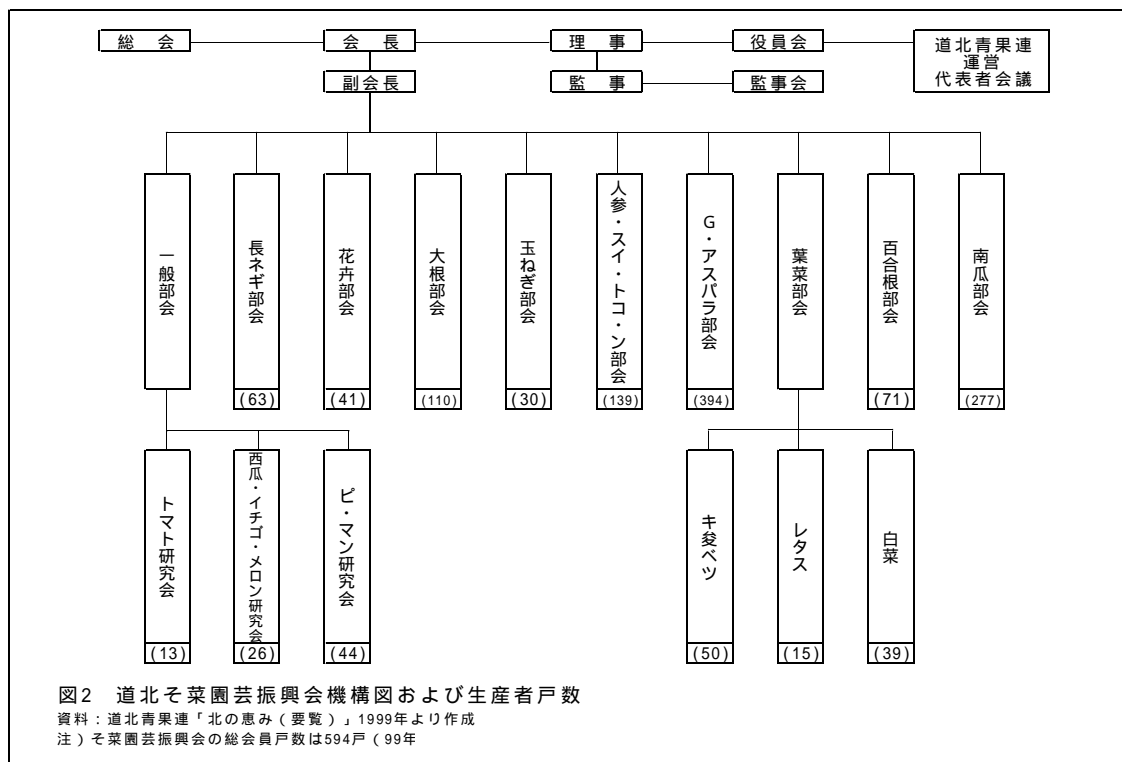 総会
会長
理事
役員会
道北青果連
運営
代表者会議
副会長
監事
監事会
一般部会
長ネギ部会
花卉部会
大根部会
玉ねぎ部会
人参・スイ・トコ・ン部会
G・アスパラ部会
葉菜部会
百合根部会
南瓜部会
(63)
(41)
(110)
(30)
(139)
(394)
(71)
(277)
トマト研究会
西瓜・イチゴ・メロン研究会
ピ・マン研究会
キ㕙ベツ
レタス
白菜
(13)
(26)
(44)
(50)
(15)
(39)
図2 道北そ菜園芸振興会機構図および生産者戸数
資料：道北青果連「北の恵み（要覧）」1999年より作成
注）そ菜園芸振興会の総会員戸数は594戸（99年